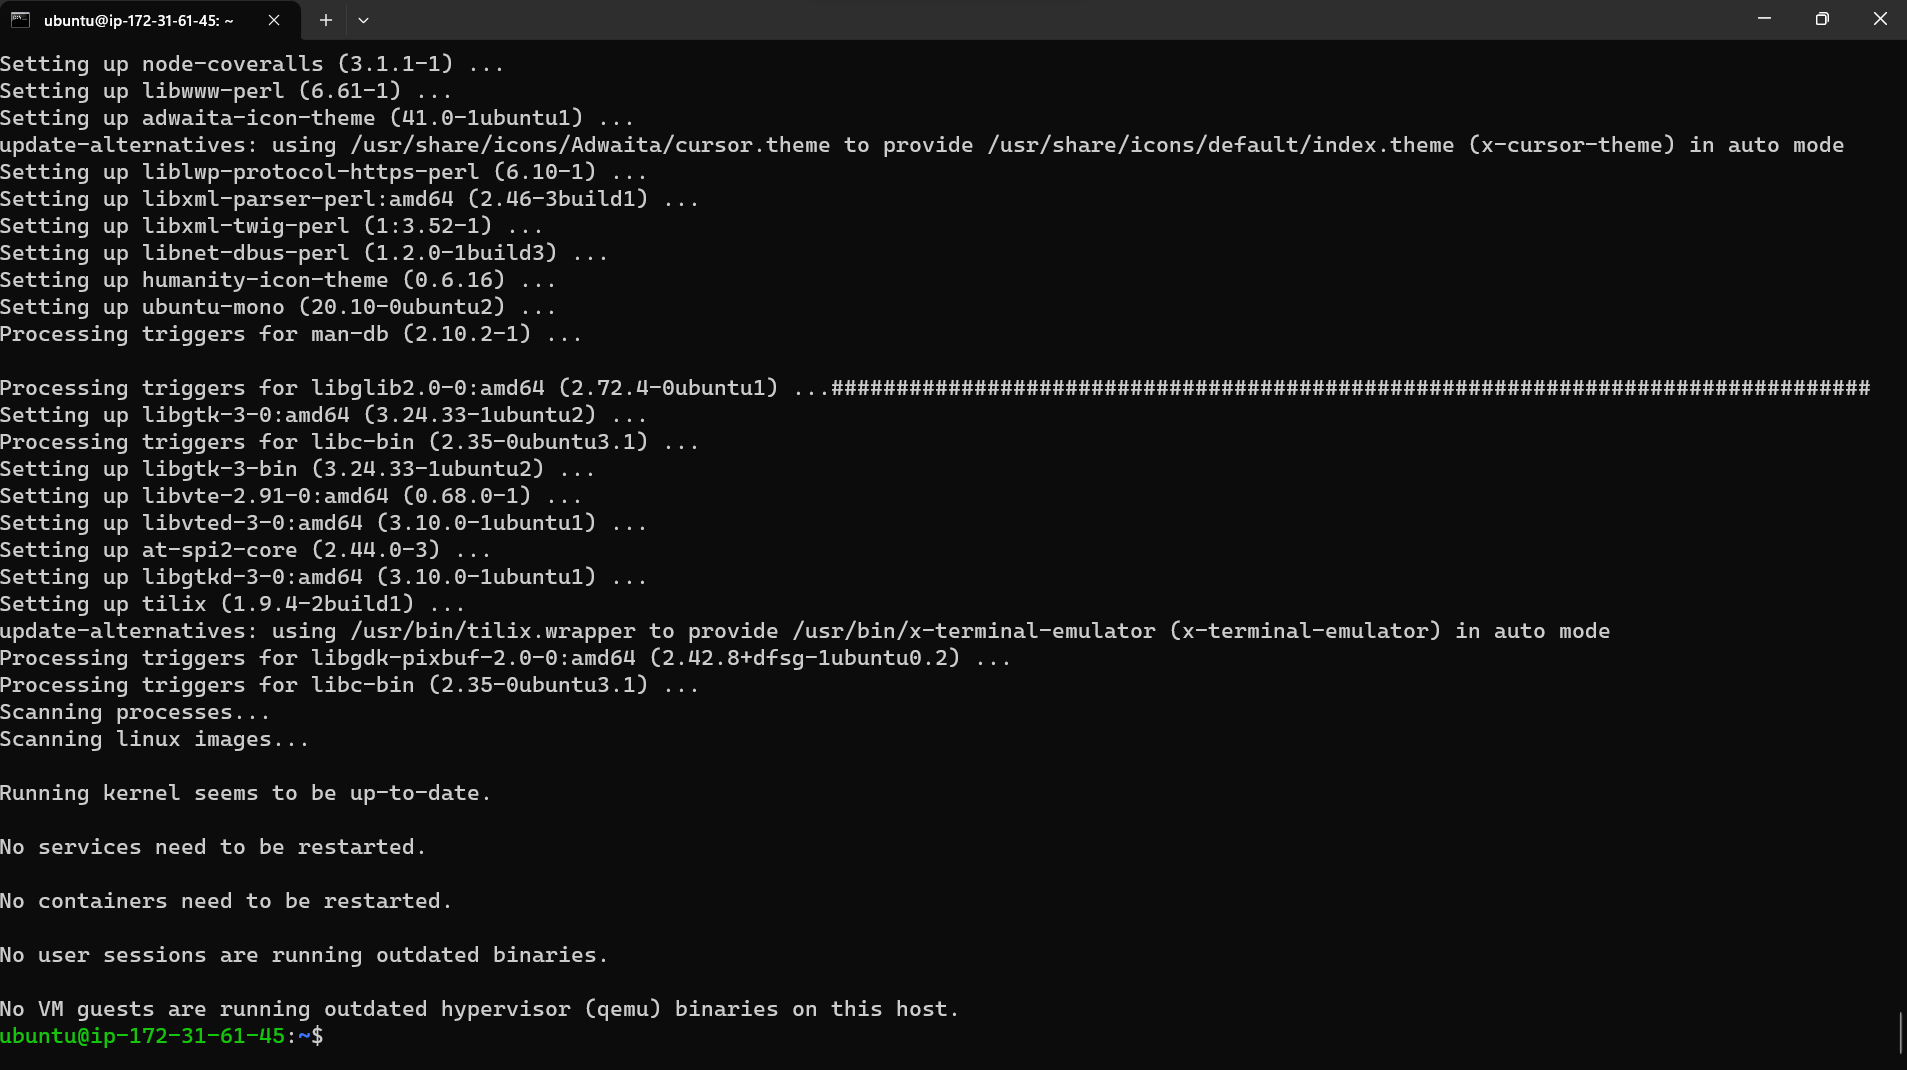 ubuntu@ip-172-31-61-45: ~
Setting up node-coveralls (3.1.1-1) ...
Setting up libwww-perl (6.61-1) ...
Setting up adwaita-icon-theme (41.0-1ubuntu1) ...
update-alternatives: using /usr/share/icons/Adwaita/cursor.theme to provide /usr/share/icons/default/index.theme (x-cursor-theme) in auto mode
Setting up liblwp-protocol-https-perl (6.10-1) ...
Setting up libxml-parser-perl:amd64 (2.46-3build1) ...
Setting up libxml-twig-perl (1:3.52-1) ...
Setting up libnet-dbus-perl (1.2.0-1build3) ...
Setting up humanity-icon-theme (0.6.16) ...
Setting up ubuntu-mono (20.10-0ubuntu2) ...
Processing triggers for man-db (2.10.2-1) ...
Processing triggers for libglib2.0-0:amd64 (2.72.4-0ubuntu1) ...################################################################################
Setting up libgtk-3-0:amd64 (3.24.33-1ubuntu2) ...
Processing triggers for libc-bin (2.35-0ubuntu3.1) ...
Setting up libgtk-3-bin (3.24.33-1ubuntu2) ...
Setting up libvte-2.91-0:amd64 (0.68.0-1) ...
Setting up libvted-3-0:amd64 (3.10.0-1ubuntu1) ...
Setting up at-spi2-core (2.44.0-3) ...
Setting up libgtkd-3-0:amd64 (3.10.0-1ubuntu1) ...
Setting up tilix (1.9.4-2build1) ...
update-alternatives: using /usr/bin/tilix.wrapper to provide /usr/bin/x-terminal-emulator (x-terminal-emulator) in auto mode
Processing triggers for libgdk-pixbuf-2.0-0:amd64 (2.42.8+dfsg-1ubuntu0.2) ...
Processing triggers for libc-bin (2.35-0ubuntu3.1) ...
Scanning processes...
Scanning linux images...
Running kernel seems to be up-to-date.
No services need to be restarted.
No containers need to be restarted.
No user sessions are running outdated binaries.
No VM guests are running outdated hypervisor (qemu) binaries on this host.
ubuntu@ip-172-31-61-45:~$